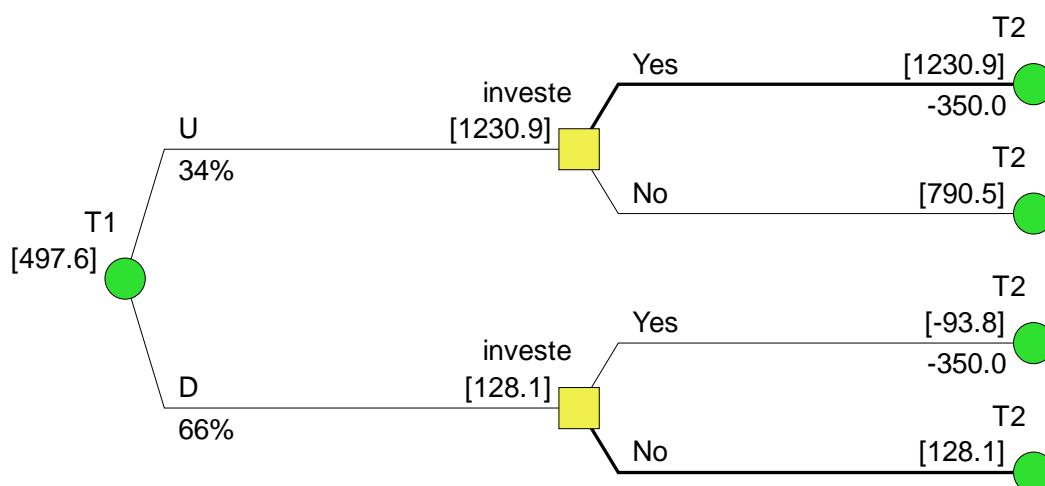 T2
Yes
[1230.9]
investe
-350.0
[1230.9]
U
T2
34%
No
[790.5]
T1
[497.6]
T2
Yes
[-93.8]
investe
-350.0
[128.1]
D
T2
66%
No
[128.1]